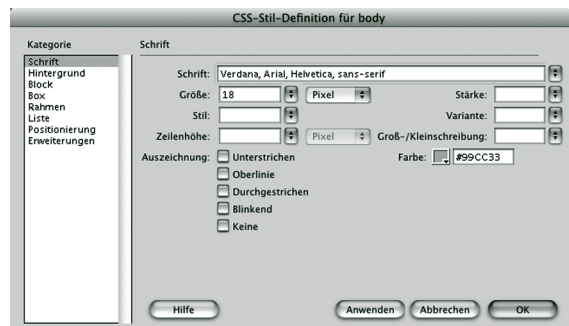 CSS-Stil-Definition für body
Kategorie
Schrift
Hintergrund
Block
Box
Rahmen
Liste
Positionierung
Erweiterungen
Schrift
Schrift: Verdana, Arial, Helvetica, sans-serif
Größe: 18 Pixel Stärke:
Stil: Variante:
Zeilenhöhe: Pixel Groß-/Kleinschreibung:
Auszeichnung: Unterstrichen Farbe: #99CC33
Oberlinie
Durchgestrichen
Blinkend
Keine
Hilfe Anwenden Abbrechen OK